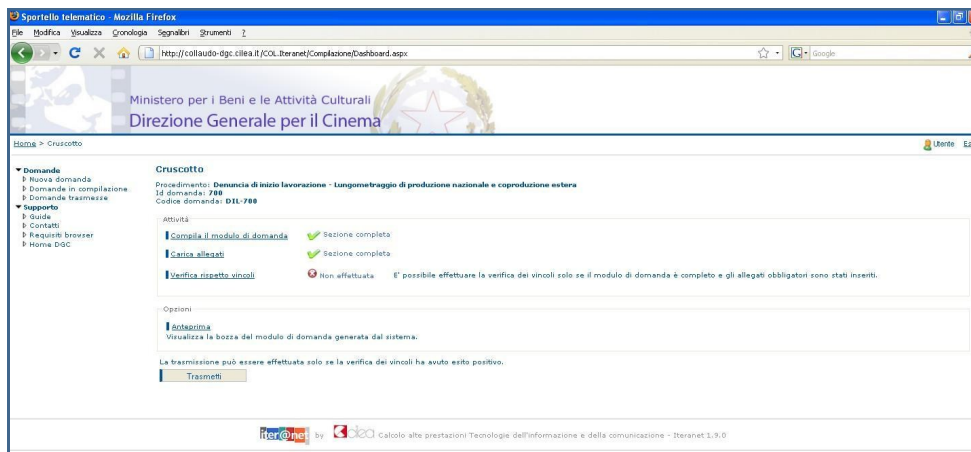 Sportello telematico - Mozilla Firefox
File Modifica Visualizza Cronologia Segnalibri Strumenti ?
http://collaudo-dgc.cilea.it/COL.Iteranet/Compilazione/Dashboard.aspx
Google
Ministero per i Beni e le Attività Culturali
Direzione Generale per il Cinema
Home > Cruscotto
Utente
Domande
Nuova domanda
Domande in compilazione
Domande trasmesse
Supporto
Guide
Contatti
Requisiti browser
Home DGC
Cruscotto
Procedimento: Denuncia di inizio lavorazione - Lungometraggio di produzione nazionale e coproduzione estera
Id domanda: 700
Codice domanda: DIL-700
Attività
Compila il modulo di domanda Sezione completa
Carica allegati Sezione completa
Verifica rispetto vincoli Non effettuata E' possibile effettuare la verifica dei vincoli solo se il modulo di domanda è completo e gli allegati obbligatori sono stati inseriti.
Opzioni
Anteprima
Visualizza la bozza del modulo di domanda generata dal sistema.
La trasmissione può essere effettuata solo se la verifica dei vincoli ha avuto esito positivo.
Trasmetti
iter@net by cilea Calcolo alte prestazioni Tecnologie dell'informazione e della comunicazione - Iteranet 1.9.0